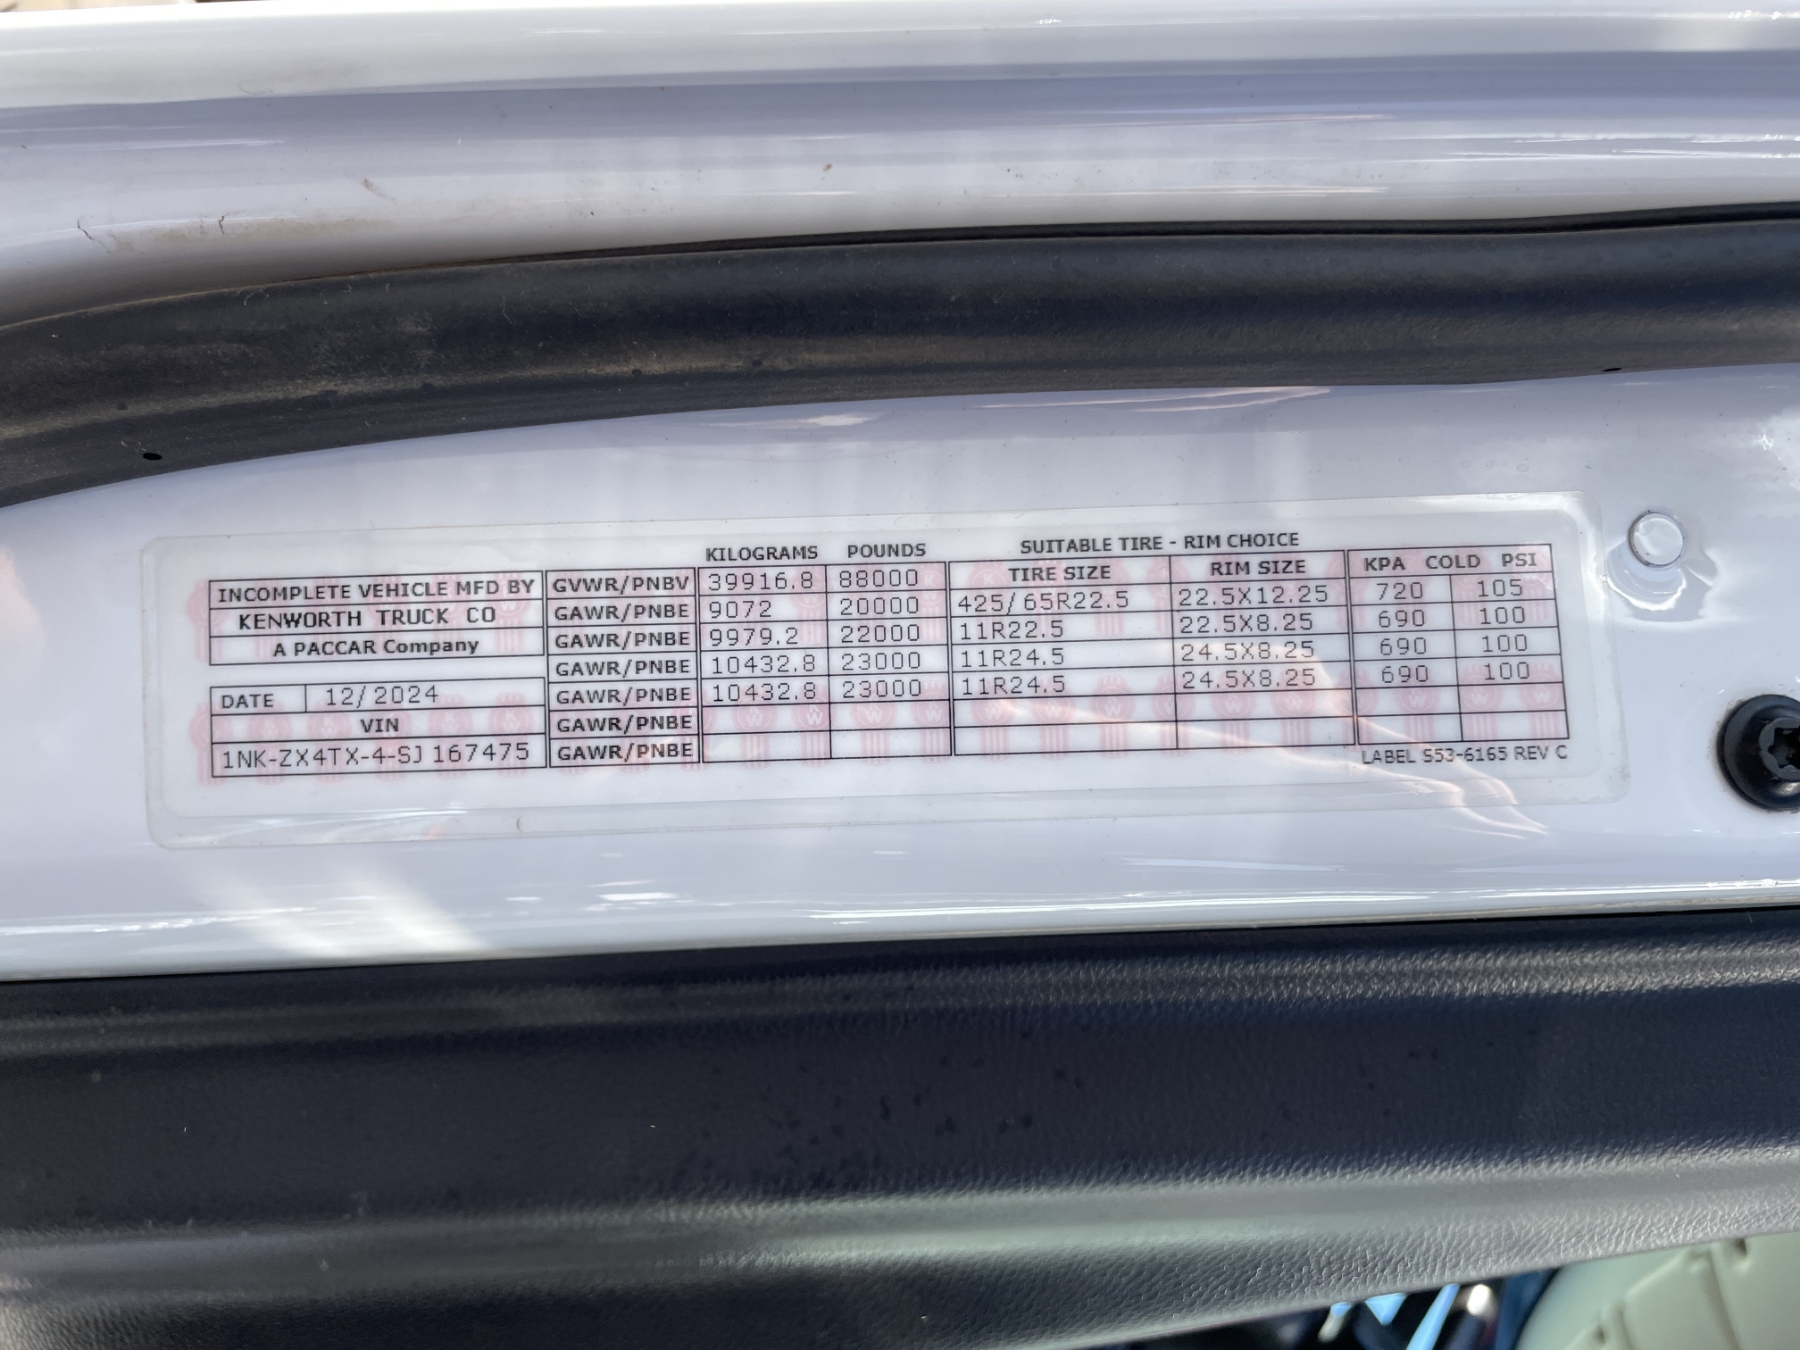 KILOGRAMS POUNDS SUITABLE TIRE - RIM CHOICE
INCOMPLETE VEHICLE MFD BY GVWR/PNBV 39916.8 88000 TIRE SIZE RIM SIZE KPA COLD PSI
KENWORTH TRUCK CO GAWR/PNBE 9072 20000 425/65R22.5 22.5X12.25 720 105
A PACCAR Company GAWR/PNBE 9979.2 22000 11R22.5 22.5X8.25 690 100
GAWR/PNBE 10432.8 23000 11R24.5 24.5X8.25 690 100
DATE 12/2024 GAWR/PNBE 10432.8 23000 11R24.5 24.5X8.25 690 100
VIN GAWR/PNBE
1NK-ZX4TX-4-SJ167475 GAWR/PNBE
LABEL S53-6165 REV C